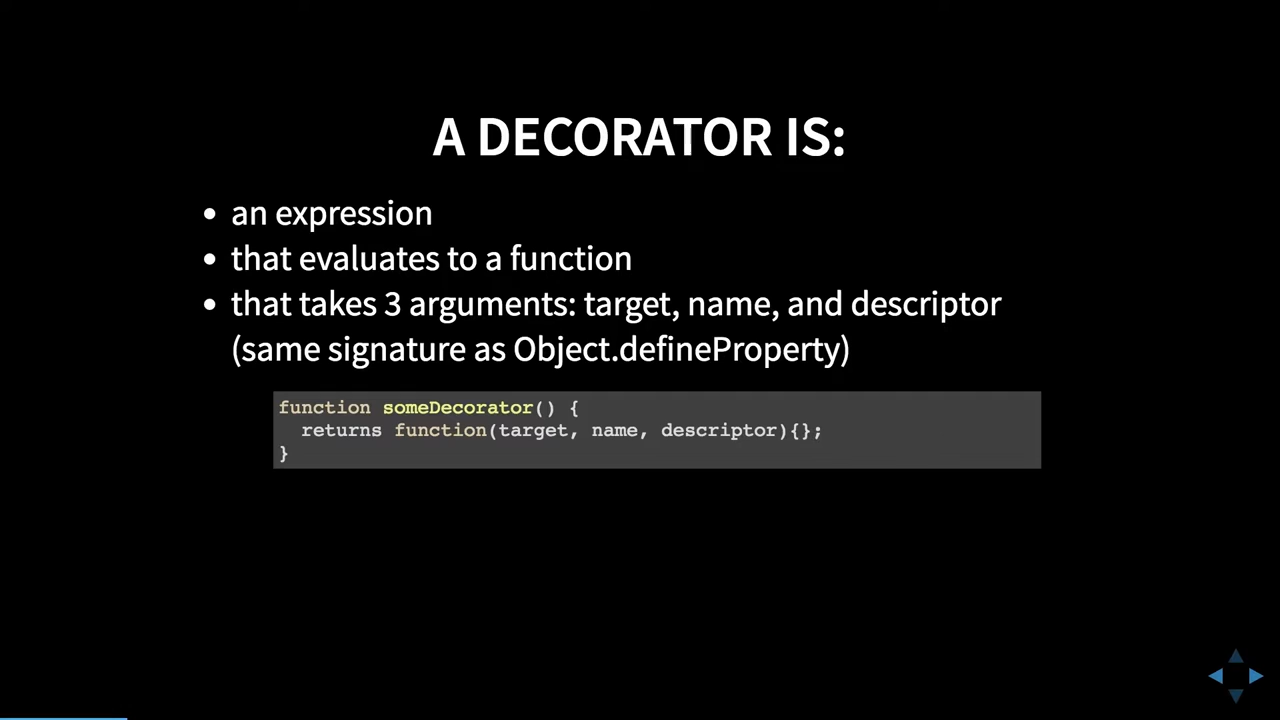 A DECORATOR IS:
• an expression
• that evaluates to a function
• that takes 3 arguments: target, name, and descriptor
(same signature as Object.defineProperty)
function someDecorator() {
  returns function(target, name, descriptor){};
}